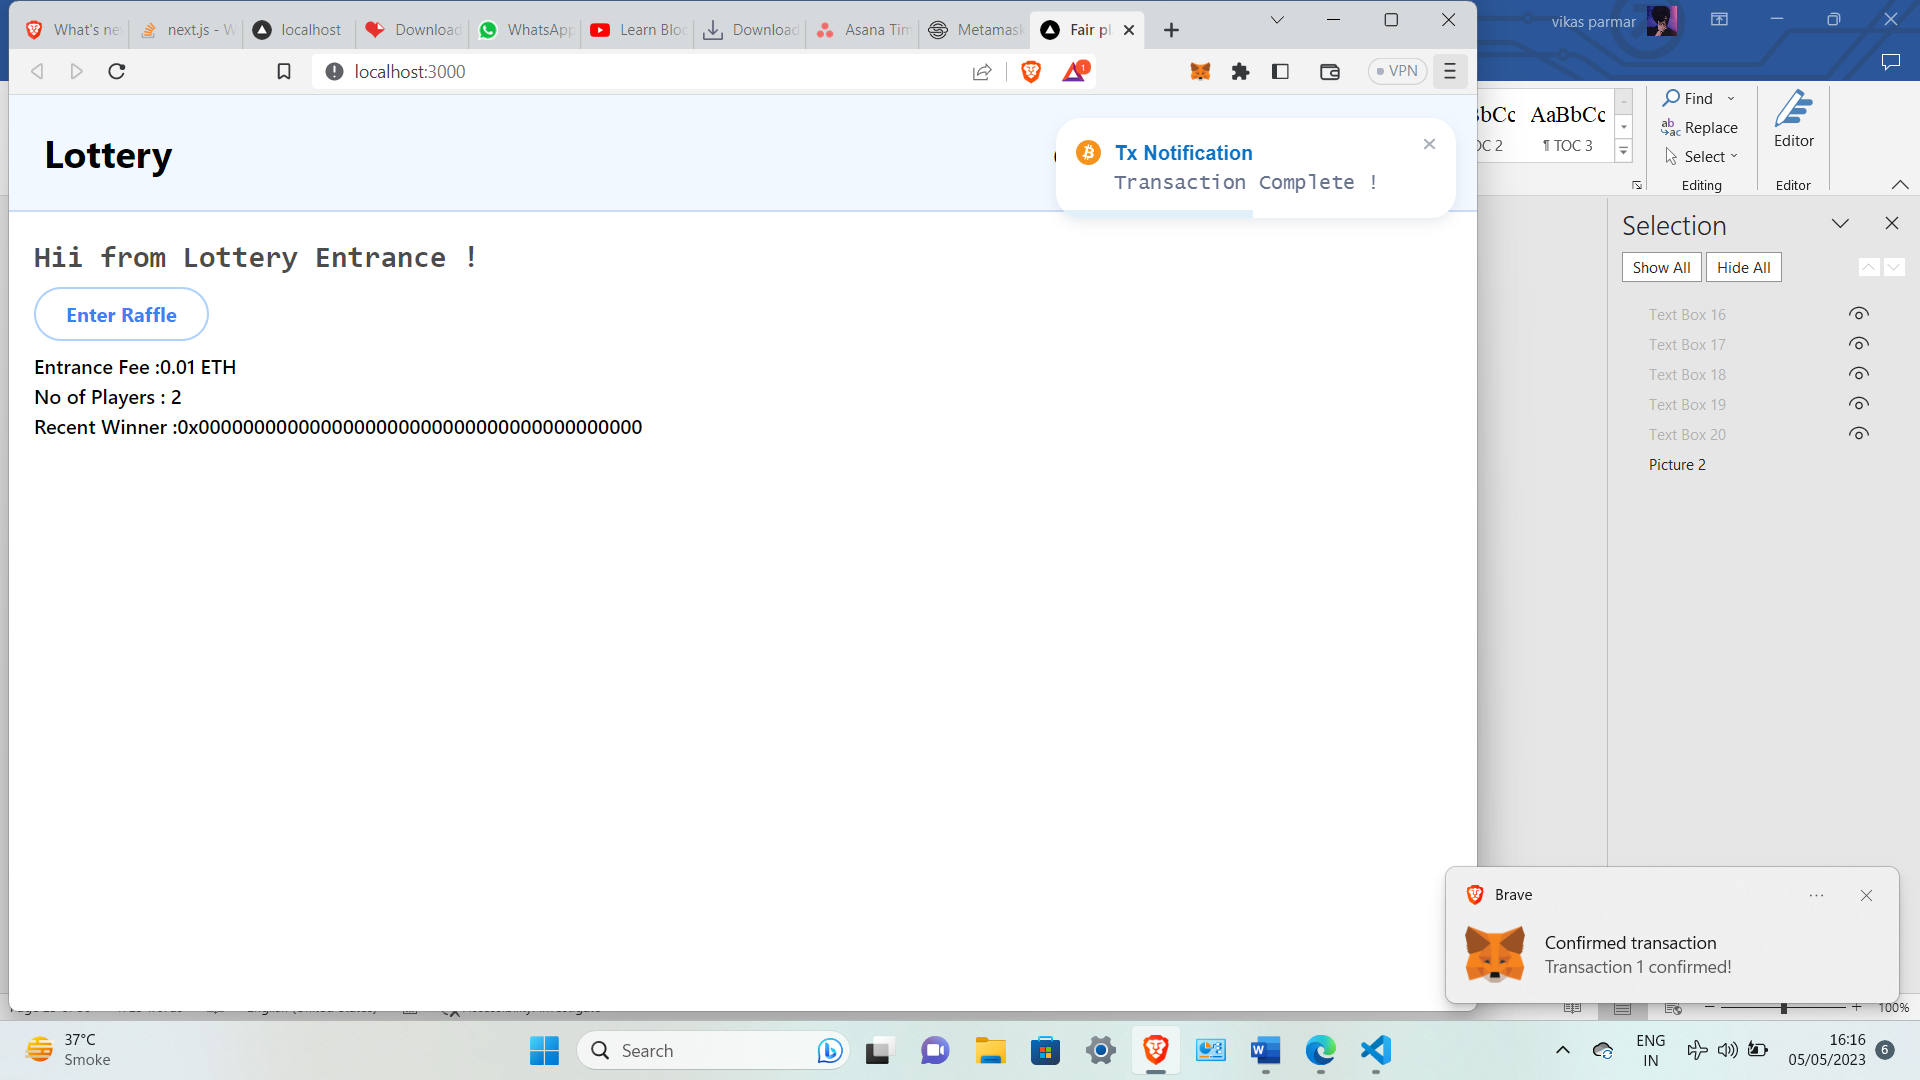 What's ne
next.js - W
localhost
Download
WhatsApp
Learn Bloc
Download
Asana Tim
Metamask
Fair pl
vikas parmar
localhost:3000
1
VPN
Lottery
Tx Notification
Transaction Complete !
Hii from Lottery Entrance !
Enter Raffle
Entrance Fee :0.01 ETH
No of Players : 2
Recent Winner :0x0000000000000000000000000000000000000000
AaBbCc
¶ TOC 3
Find
Replace
Select
Editing
Editor
Editor
Selection
Show All
Hide All
Text Box 16
Text Box 17
Text Box 18
Text Box 19
Text Box 20
Picture 2
Brave
Confirmed transaction
Transaction 1 confirmed!
100%
37°C
Smoke
Search
ENG
IN
16:16
05/05/2023
6